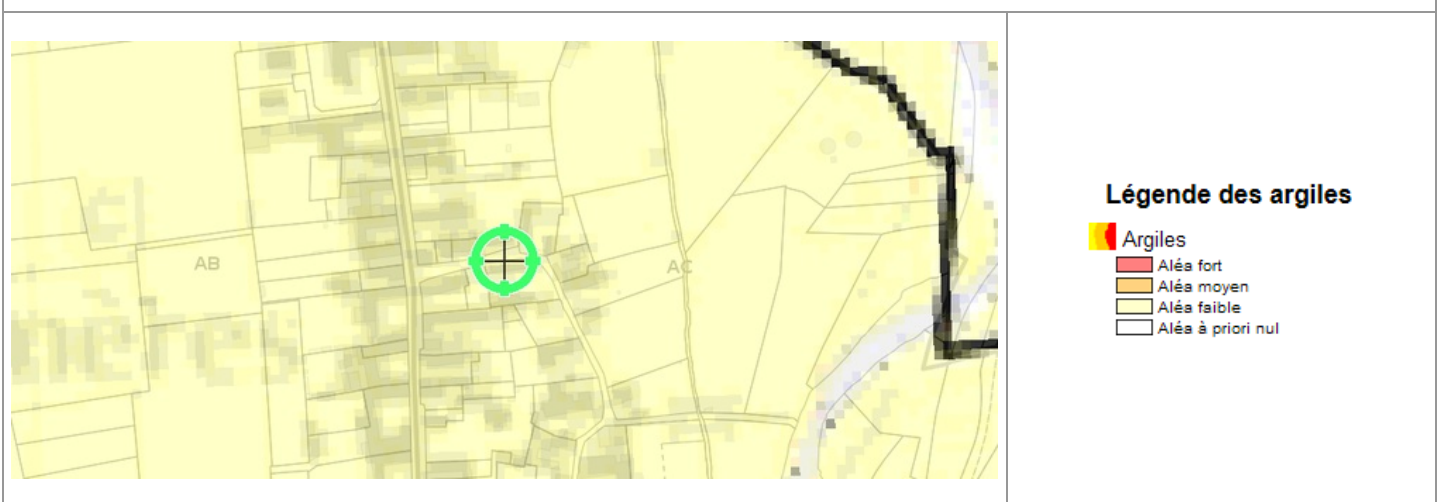 Légende des argiles
Argiles
Aléa fort
Aléa moyen
Aléa faible
Aléa à priori nul
AB
AC